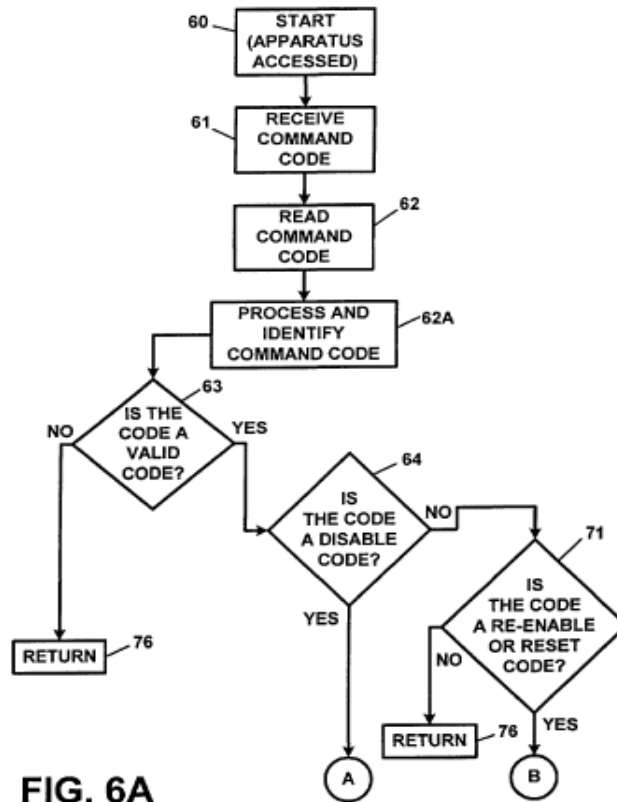 60
START
(APPARATUS
ACCESSED)
61
RECEIVE
COMMAND
CODE
62
READ
COMMAND
CODE
PROCESS AND
IDENTIFY
COMMAND CODE
62A
63
IS THE
CODE A
VALID
CODE?
NO
YES
64
IS
THE CODE
A DISABLE
CODE?
NO
YES
71
IS
THE CODE
A RE-ENABLE
OR RESET
CODE?
NO
YES
RETURN
76
RETURN
76
A
B
FIG. 6A